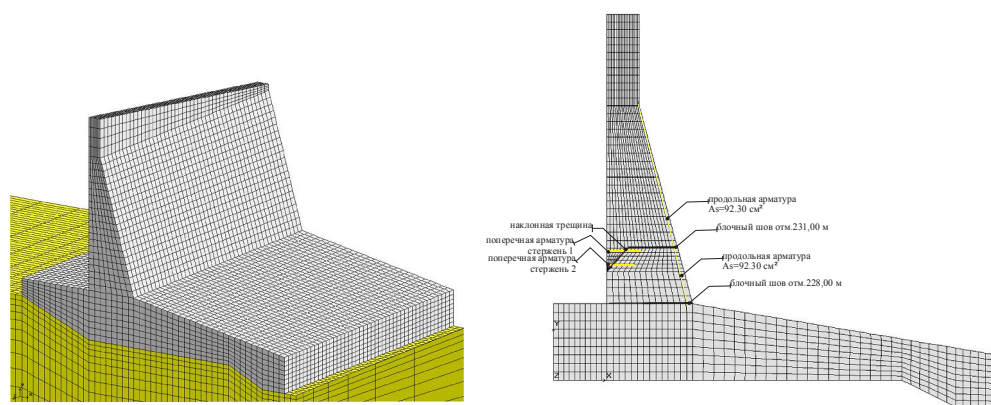 продольная арматура
As=92.30 см²
наклонная трещина
блочный шов отм.231,00 м
поперечная арматура
стержень 1
поперечная арматура
стержень 2
продольная арматура
As=92.30 см²
блочный шов отм.228,00 м
Y
Z
X